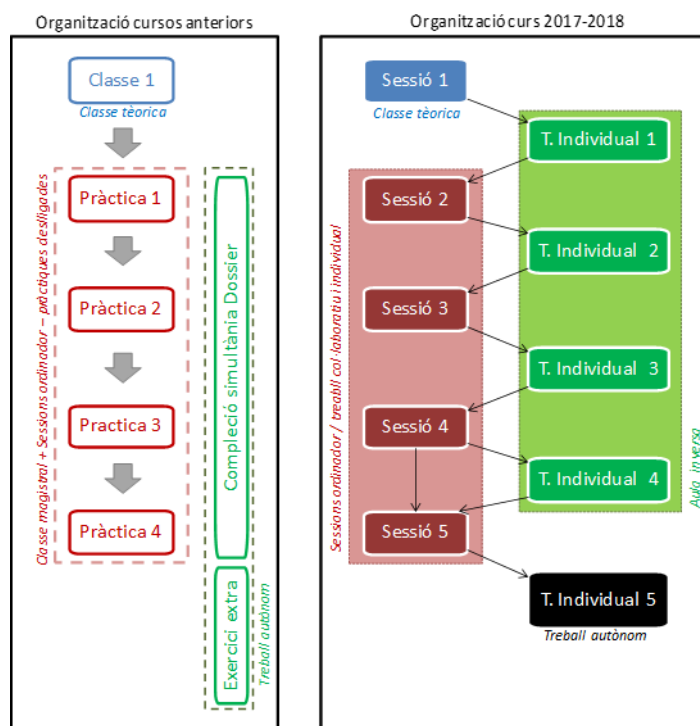 Organització cursos anteriors
Classe 1
Classe tèorica
Classe magistral + Sessions ordinador – pràctiques deslligades
Pràctica 1
Pràctica 2
Practica 3
Pràctica 4
Compleció simultània Dossier
Exercici extra
Treball autònom
Organització curs 2017-2018
Sessió 1
Classe tèorica
T. Individual 1
Sessions ordinador / treabll col·laboratiu i individual
Sessió 2
T. Individual 2
Sessió 3
T. Individual 3
Sessió 4
T. Individual 4
Aula inversa
Sessió 5
T. Individual 5
Treball autònom